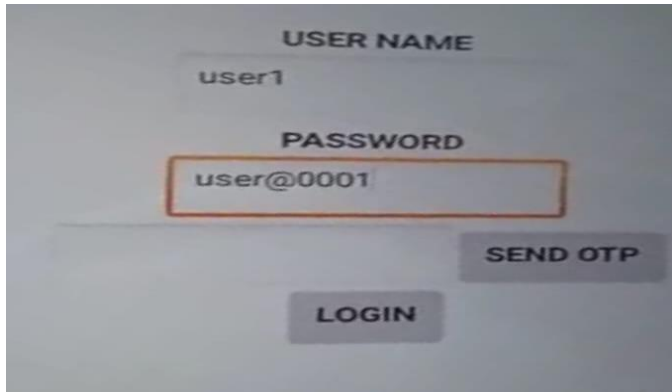 USER NAME
user1
PASSWORD
user@0001
SEND OTP
LOGIN